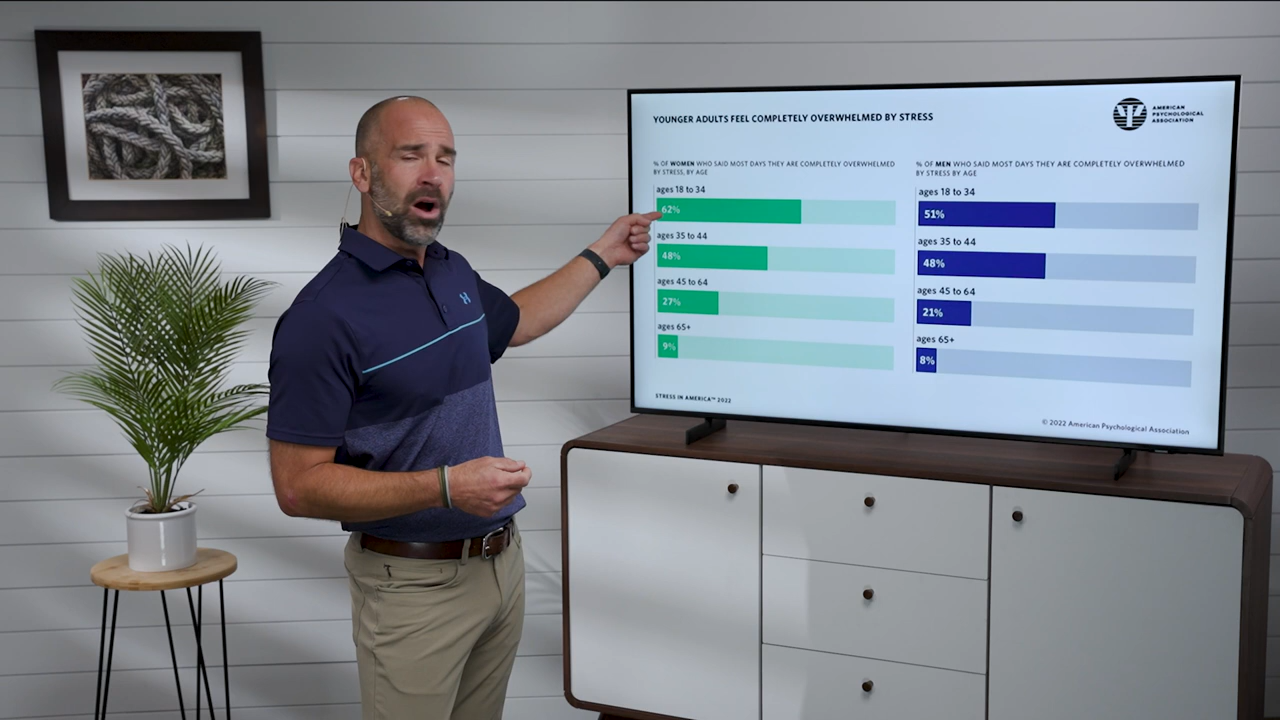 YOUNGER ADULTS FEEL COMPLETELY OVERWHELMED BY STRESS
AMERICAN
PSYCHOLOGICAL
ASSOCIATION
% OF WOMEN WHO SAID MOST DAYS THEY ARE COMPLETELY OVERWHELMED
BY STRESS, BY AGE
ages 18 to 34
62%
ages 35 to 44
48%
ages 45 to 64
27%
ages 65+
9%
% OF MEN WHO SAID MOST DAYS THEY ARE COMPLETELY OVERWHELMED
BY STRESS BY AGE
ages 18 to 34
51%
ages 35 to 44
48%
ages 45 to 64
21%
ages 65+
8%
STRESS IN AMERICA™ 2022
© 2022 American Psychological Association